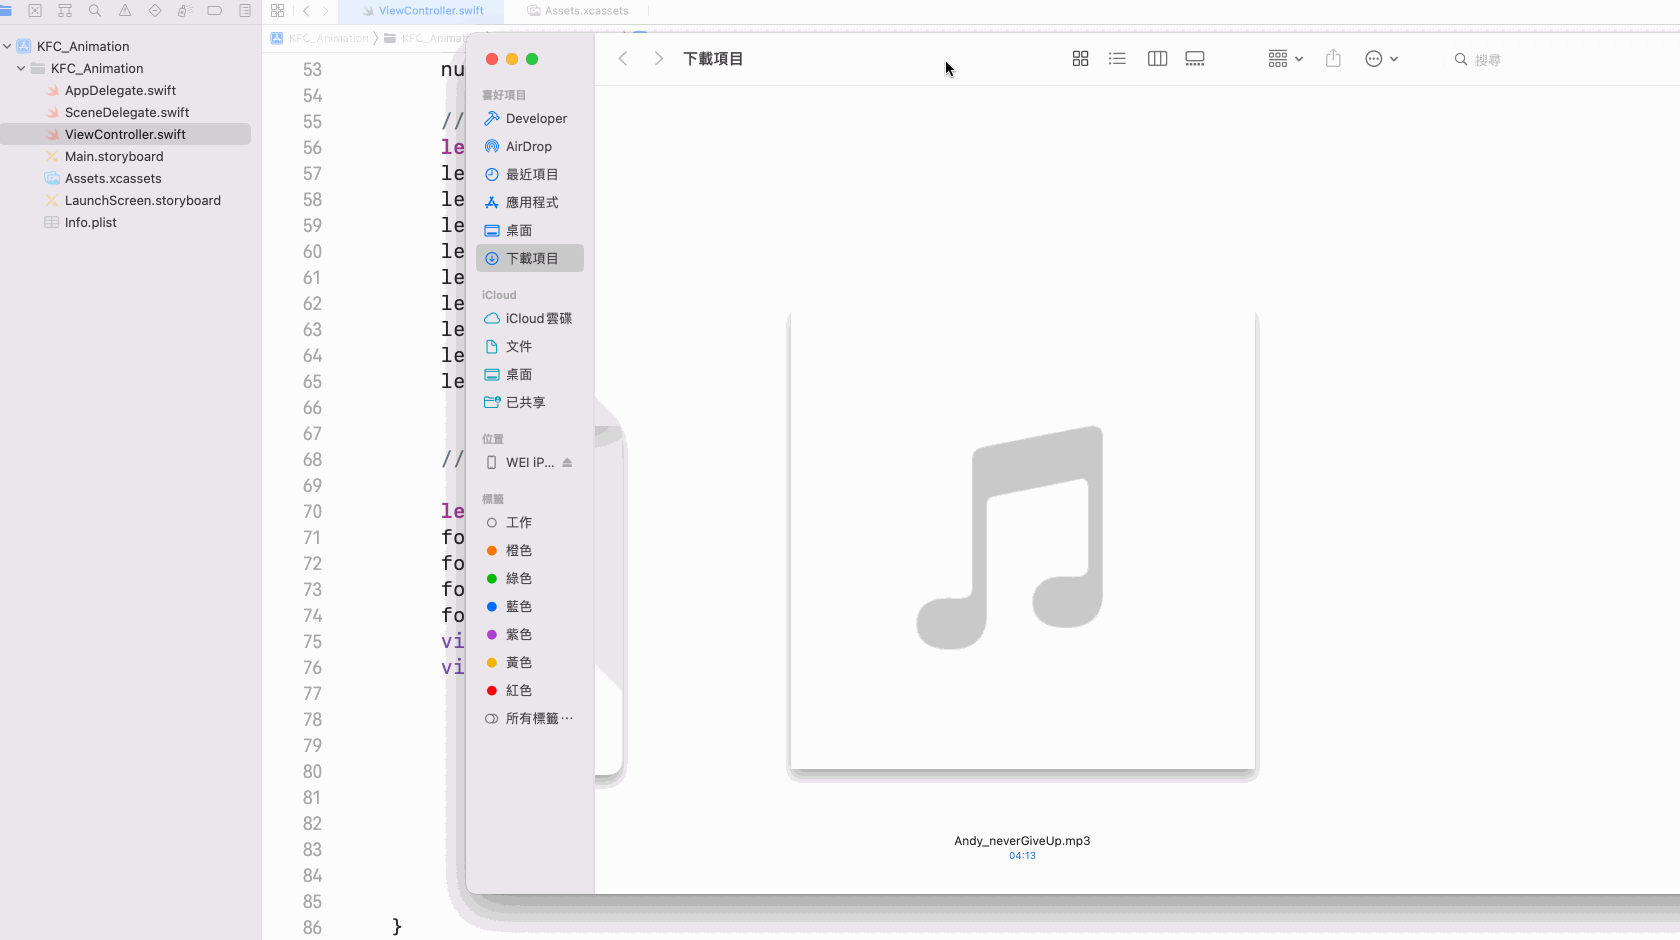 ViewController.swift
Assets.xcassets
KFC_Animation
KFC_Anima
KFC_Animation
KFC_Animation
AppDelegate.swift
SceneDelegate.swift
ViewController.swift
Main.storyboard
Assets.xcassets
LaunchScreen.storyboard
Info.plist
53 nu
54
55 //
56 le
57 le
58 le
59 le
60 le
61 le
62 le
63 le
64 le
65 le
66
67
68 //
69
70 le
71 fo
72 fo
73 fo
74 fo
75 vi
76 vi
77
78
79
80
81
82
83
84
85
86 }
下載項目
搜尋
喜好項目
Developer
AirDrop
最近項目
應用程式
桌面
下載項目
iCloud
iCloud雲碟
文件
桌面
已共享
位置
WEI iP...
標籤
工作
橙色
綠色
藍色
紫色
黃色
紅色
所有標籤⋯
Andy_neverGiveUp.mp3
04:13